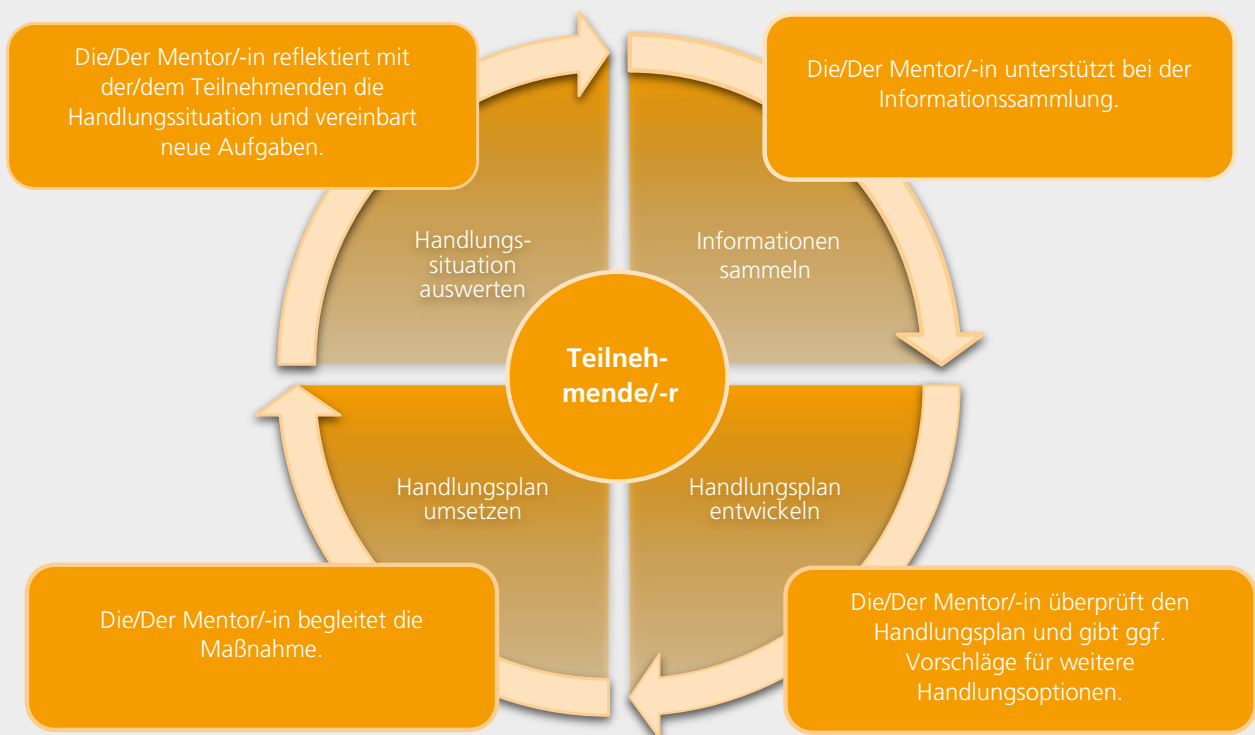 Die/Der Mentor/-in reflektiert mit
der/dem Teilnehmenden die
Handlungssituation und vereinbart
neue Aufgaben.
Die/Der Mentor/-in unterstützt bei der
Informationssammlung.
Handlungs-
situation
auswerten
Informationen
sammeln
Teilneh-
mende/-r
Handlungsplan
umsetzen
Handlungsplan
entwickeln
Die/Der Mentor/-in begleitet die
Maßnahme.
Die/Der Mentor/-in überprüft den
Handlungsplan und gibt ggf.
Vorschläge für weitere
Handlungsoptionen.